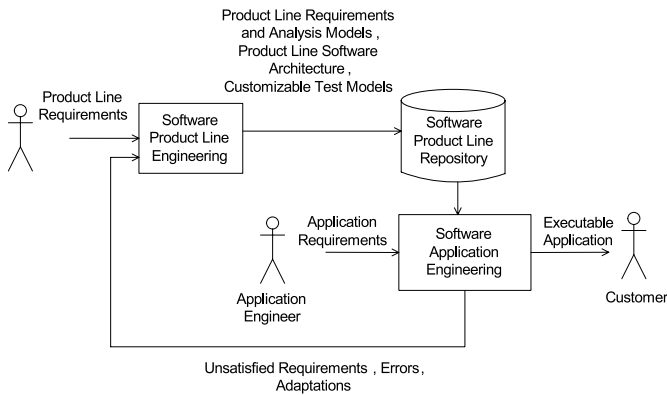 Product Line Requirements
and Analysis Models ,
Product Line Software
Architecture ,
Customizable Test Models
Product Line
Requirements
Software
Product Line
Engineering
Software
Product Line
Repository
Application
Requirements
Software
Application
Engineering
Executable
Application
Application
Engineer
Customer
Unsatisfied Requirements , Errors,
Adaptations